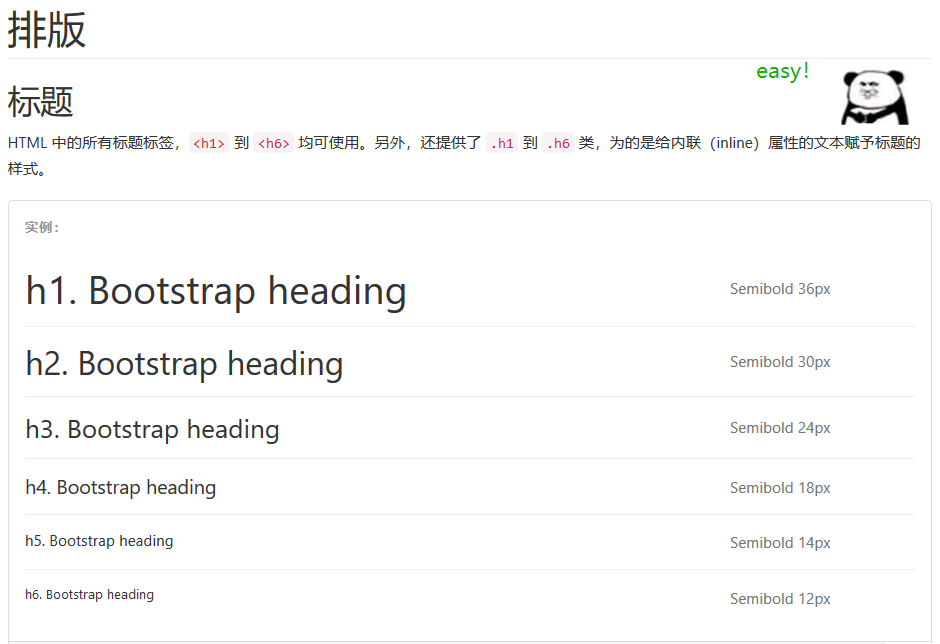 排版
easy!
标题
HTML 中的所有标题标签，<h1> 到 <h6> 均可使用。另外，还提供了 .h1 到 .h6 类，为的是给内联（inline）属性的文本赋予标题的
样式。
实例：
h1. Bootstrap heading Semibold 36px
h2. Bootstrap heading Semibold 30px
h3. Bootstrap heading Semibold 24px
h4. Bootstrap heading Semibold 18px
h5. Bootstrap heading Semibold 14px
h6. Bootstrap heading Semibold 12px